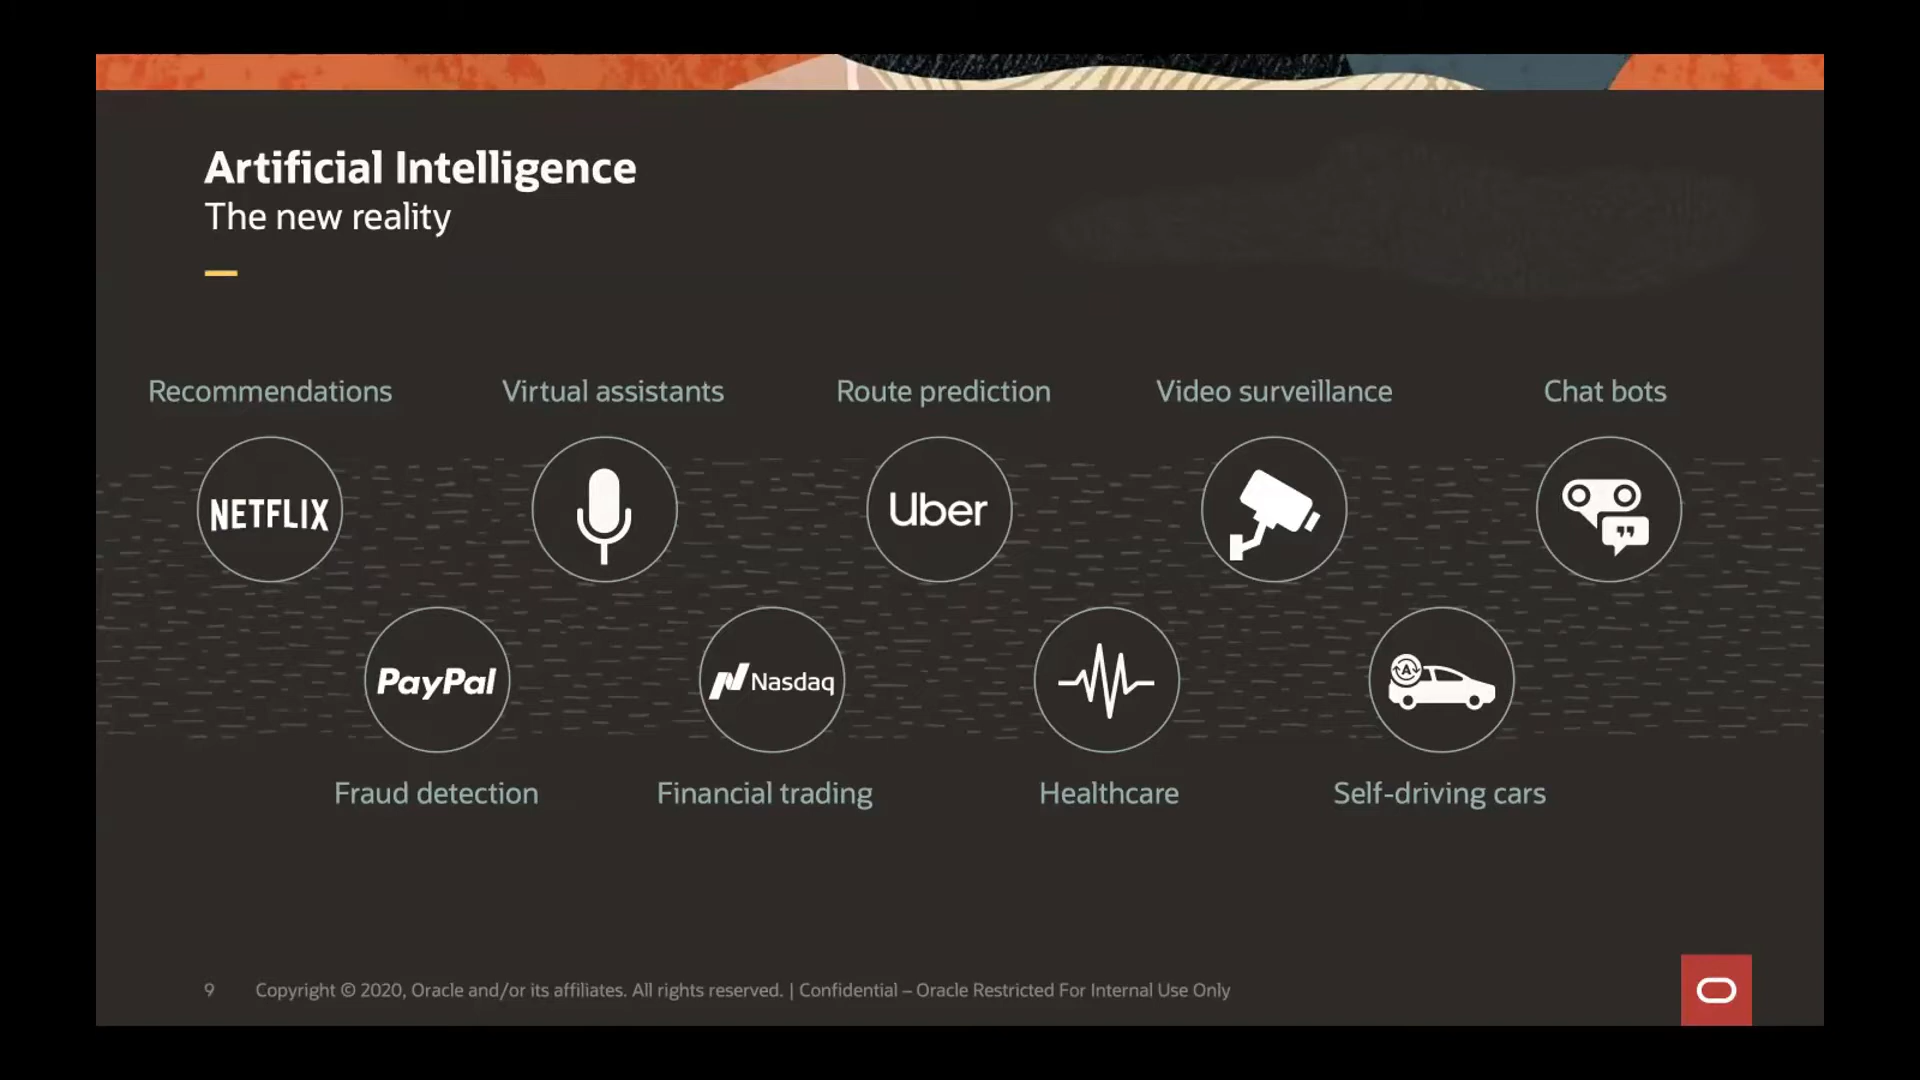 Artificial Intelligence
The new reality
Recommendations
Virtual assistants
Route prediction
Video surveillance
Chat bots
NETFLIX
Uber
PayPal
Nasdaq
A
Fraud detection
Financial trading
Healthcare
Self-driving cars
9 Copyright © 2020, Oracle and/or its affiliates. All rights reserved. | Confidential – Oracle Restricted For Internal Use Only